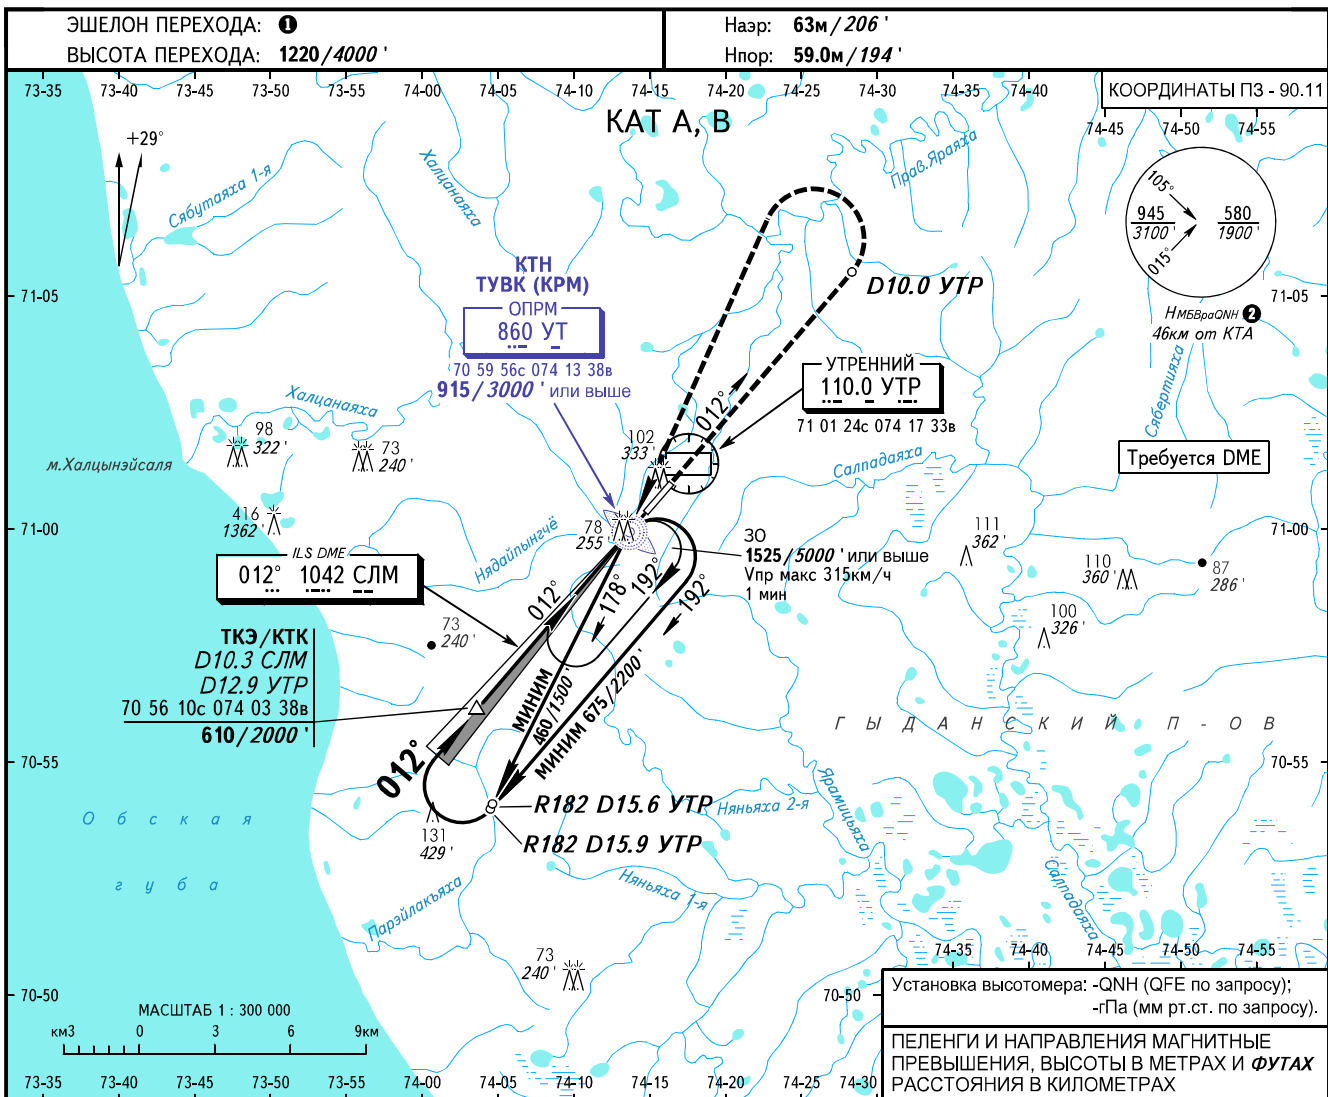 ЭШЕЛОН ПЕРЕХОДА: 1
ВЫСОТА ПЕРЕХОДА: 1220/4000 '
Наэр: 63м/206 '
Нпор: 59.0м/194 '
73-35 73-40 73-45 73-50 73-55 74-00 74-05 74-10 74-15 74-20 74-25 74-30 74-35 74-40
КООРДИНАТЫ ПЗ - 90.11
74-45 74-50 74-55
КАТ A, B
+29°
Сябутаяха 1-я
Халцанаяха
Прав.Яраяха
105°
945
3100 '
580
1900 '
015°
НМБВраQNH 2
46км от КТА
71-05
71-05
КТН
ТУВК (КРМ)
ОПРМ
860 УТ
70 59 56с 074 13 38в
915/3000 ' или выше
D10.0 УТР
УТРЕННИЙ
110.0 УТР
71 01 24с 074 17 33в
012°
Сябертияха
Требуется DME
Халцанаяха
98
322 '
73
240 '
м.Халцынэйсаля
102
333 '
Салпадаяха
416
1362 '
71-00
71-00
78
255 '
Нядайпынгчё
ЗО
1525/5000 ' или выше
Vпр макс 315км/ч
1 мин
111
362 '
110
360 '
87
286 '
100
326 '
ILS DME
012° 1042 СЛМ
012°
178°
192°
192°
73
240 '
ТКЭ/КТК
D10.3 СЛМ
D12.9 УТР
70 56 10с 074 03 38в
610/2000 '
МИНИМ
460/1500 '
МИНИМ 675/2200 '
ГЫДАНСКИЙ П-ОВ
012°
70-55
70-55
R182 D15.6 УТР
R182 D15.9 УТР
Няньяха 2-я
Ярамицьяха
Обская
губа
131
429 '
Няньяха 1-я
Парэйлакъяха
Салпадаяха
73
240 '
74-35 74-40 74-45 74-50 74-55
70-50
70-50
МАСШТАБ 1 : 300 000
км3 0 3 6 9км
Установка высотомера: -QNH (QFE по запросу);
-гПа (мм рт.ст. по запросу).
ПЕЛЕНГИ И НАПРАВЛЕНИЯ МАГНИТНЫЕ
ПРЕВЫШЕНИЯ, ВЫСОТЫ В МЕТРАХ И ФУТАХ
РАССТОЯНИЯ В КИЛОМЕТРАХ
73-35 73-40 73-45 73-50 73-55 74-00 74-05 74-10 74-15 74-20 74-25 74-30